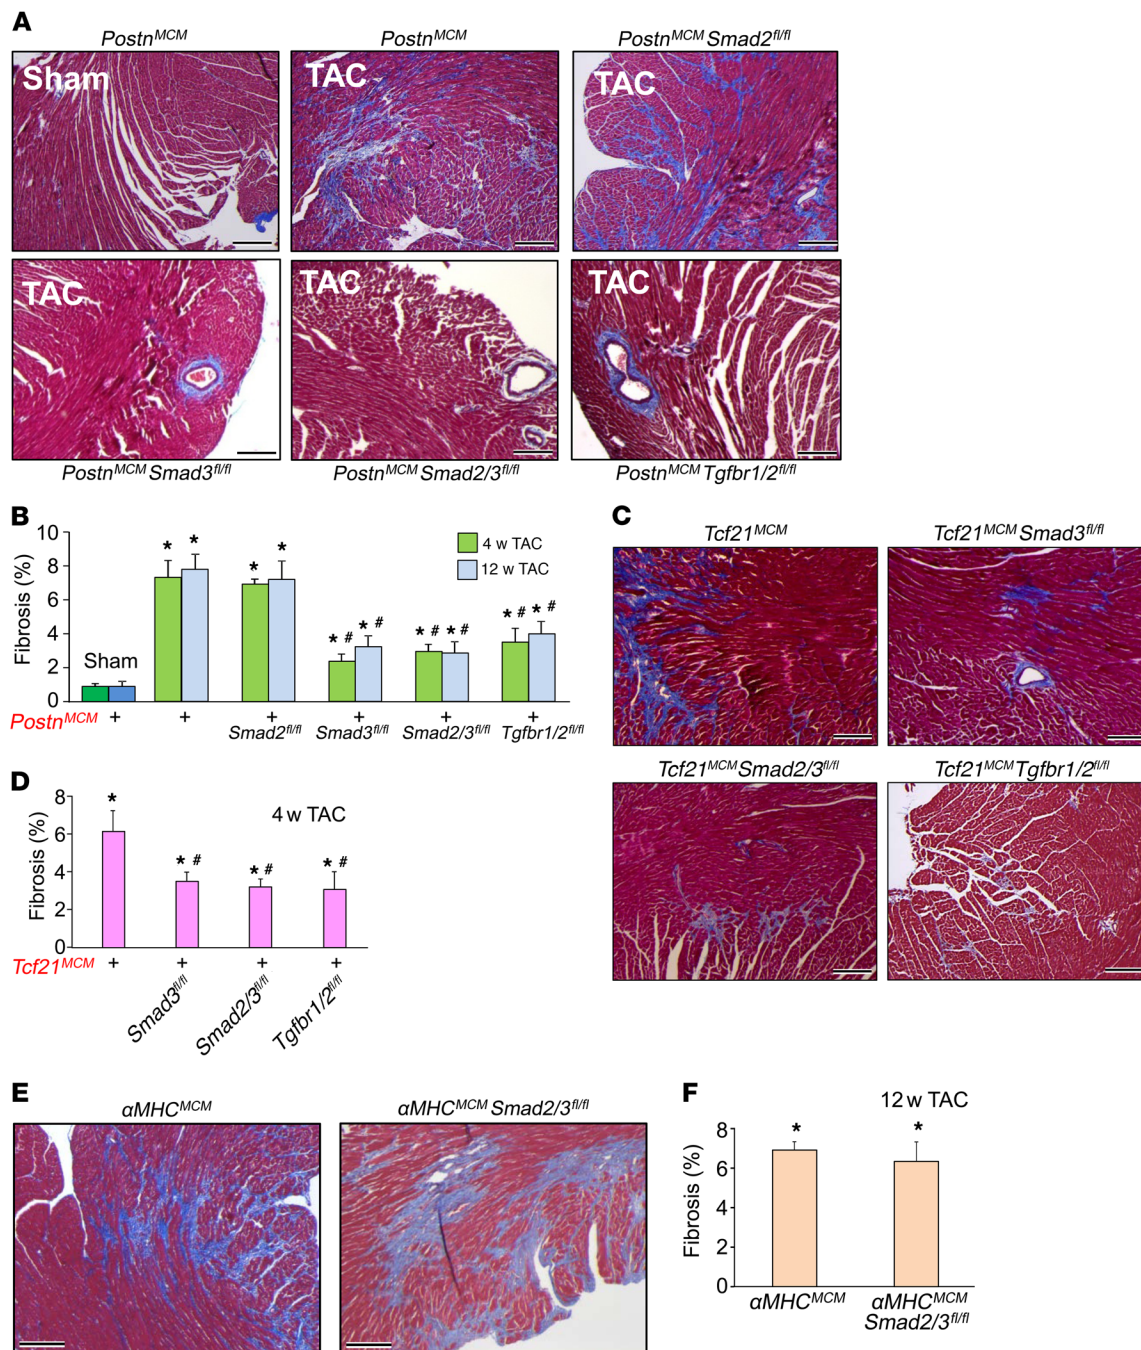 A
Postn^MCM
Postn^MCM
Postn^MCM Smad2^fl/fl
Sham
TAC
TAC
TAC
TAC
TAC
Postn^MCM Smad3^fl/fl
Postn^MCM Smad2/3^fl/fl
Postn^MCM Tgfbr1/2^fl/fl
B
Fibrosis (%)
10
8
6
4
2
0
4 w TAC
12 w TAC
Sham
* *
* *
* # * #
* # * #
* # * #
Postn^MCM + + + + + +
Smad2^fl/fl Smad3^fl/fl Smad2/3^fl/fl Tgfbr1/2^fl/fl
C
Tcf21^MCM
Tcf21^MCM Smad3^fl/fl
Tcf21^MCM Smad2/3^fl/fl
Tcf21^MCM Tgfbr1/2^fl/fl
D
Fibrosis (%)
8
6
4
2
0
4 w TAC
*
* #
* #
* #
Tcf21^MCM + + + +
Smad3^fl/fl
Smad2/3^fl/fl
Tgfbr1/2^fl/fl
E
αMHC^MCM
αMHC^MCM Smad2/3^fl/fl
F
12 w TAC
Fibrosis (%)
8
6
4
2
0
*
*
αMHC^MCM
αMHC^MCM
Smad2/3^fl/fl